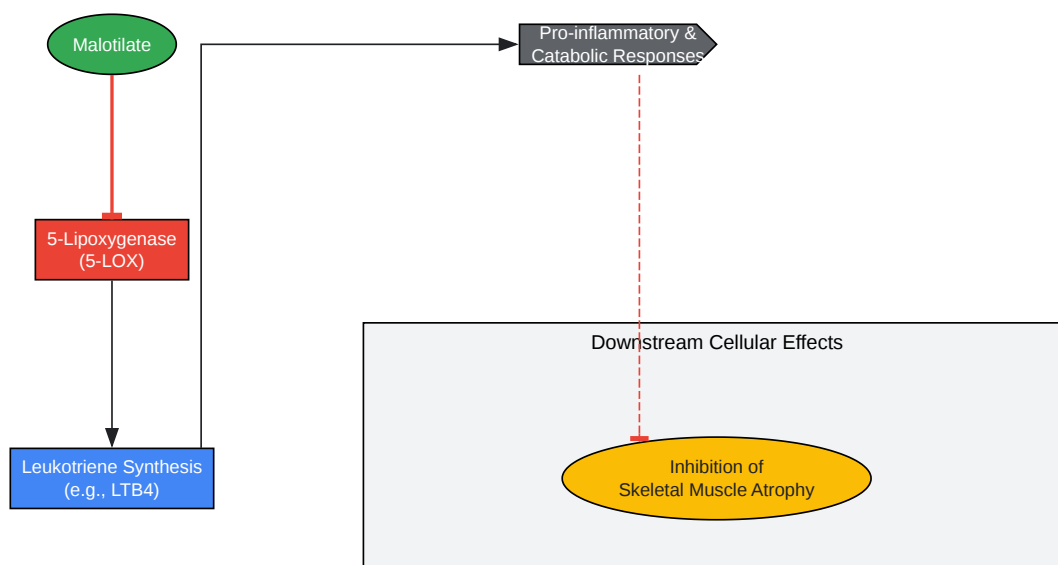 Malotilate
Pro-inflammatory &
Catabolic Responses
5-Lipoxygenase
(5-LOX)
Downstream Cellular Effects
Leukotriene Synthesis
(e.g., LTB4)
Inhibition of
Skeletal Muscle Atrophy